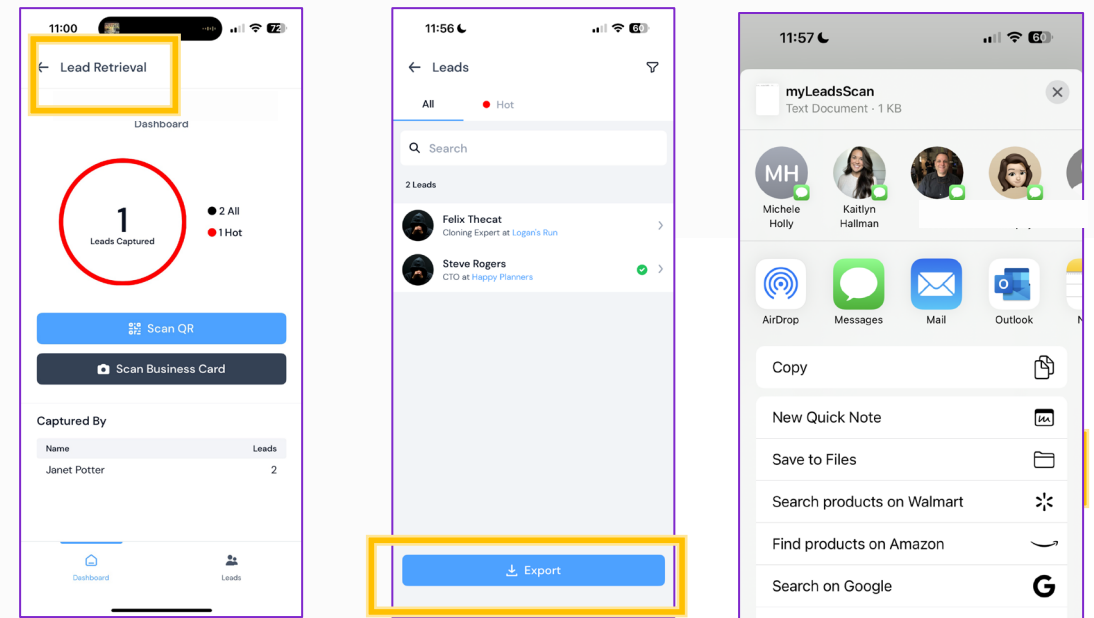 11:00
72
Lead Retrieval
Dashboard
1
Leads Captured
2 All
1 Hot
Scan QR
Scan Business Card
Captured By
Name Leads
Janet Potter 2
Dashboard Leads
11:56
60
Leads
All Hot
Search
2 Leads
Felix Thecat
Cloning Expert at Logan's Run
Steve Rogers
CTO at Happy Planners
Export
11:57
60
myLeadsScan
Text Document · 1 KB
MH
Michele
Holly
Kaitlyn
Hallman
AirDrop Messages Mail Outlook N
Copy
New Quick Note
Save to Files
Search products on Walmart
Find products on Amazon
Search on Google